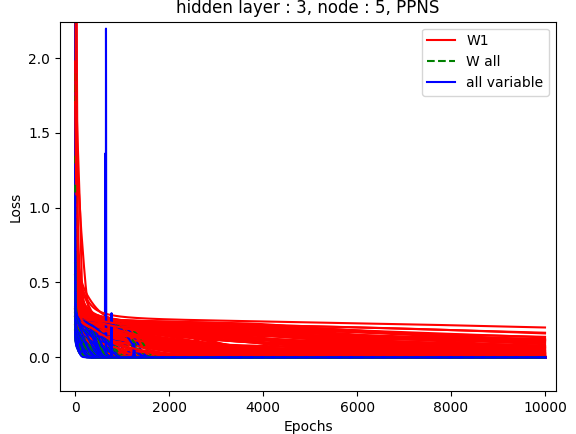 hidden layer : 3, node : 5, PPNS
W1
W all
all variable
2.0
1.5
1.0
0.5
0.0
Loss
0 2000 4000 6000 8000 10000
Epochs